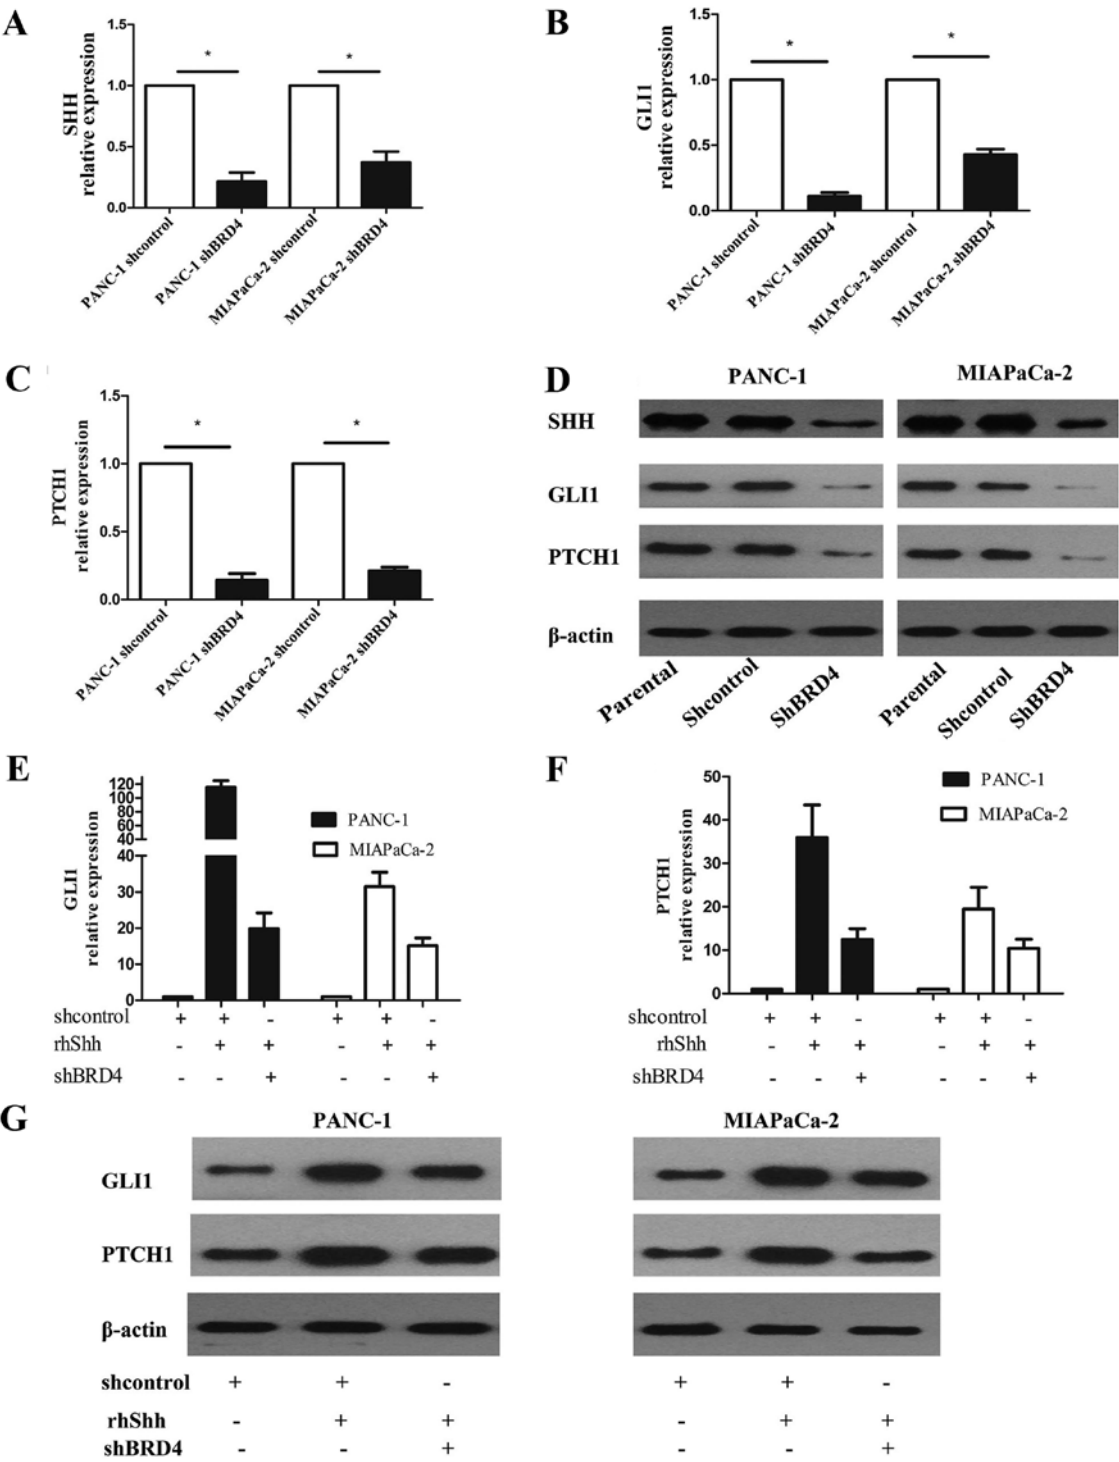 A
SHH
relative expression
1.5
1.0
0.5
0.0
*
*
PANC-1 shcontrol
PANC-1 shBRD4
MIAPaCa-2 shcontrol
MIAPaCa-2 shBRD4
B
GLI1
relative expression
1.5
1.0
0.5
0.0
*
*
PANC-1 shcontrol
PANC-1 shBRD4
MIAPaCa-2 shcontrol
MIAPaCa-2 shBRD4
C
PTCH1
relative expression
1.5
1.0
0.5
0.0
*
*
PANC-1 shcontrol
PANC-1 shBRD4
MIAPaCa-2 shcontrol
MIAPaCa-2 shBRD4
D
PANC-1 MIAPaCa-2
SHH
GLI1
PTCH1
β-actin
Parental Shcontrol ShBRD4 Parental Shcontrol ShBRD4
E
GLI1
relative expression
120
100
80
60
40
40
30
20
10
0
PANC-1
MIAPaCa-2
shcontrol + + - + + -
rhShh - + + - + +
shBRD4 - - + - - +
F
PTCH1
relative expression
50
40
30
20
10
0
PANC-1
MIAPaCa-2
shcontrol + + - + + -
rhShh - + + - + +
shBRD4 - - + - - +
G
PANC-1 MIAPaCa-2
GLI1
PTCH1
β-actin
shcontrol + + - + + -
rhShh - + + - + +
shBRD4 - - + - - +